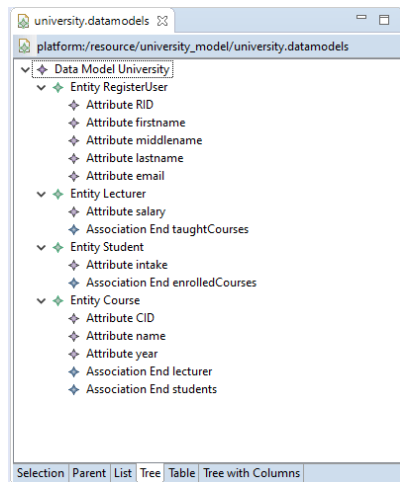 university.datamodels
platform:/resource/university_model/university.datamodels
Data Model University
Entity RegisterUser
Attribute RID
Attribute firstname
Attribute middlename
Attribute lastname
Attribute email
Entity Lecturer
Attribute salary
Association End taughtCourses
Entity Student
Attribute intake
Association End enrolledCourses
Entity Course
Attribute CID
Attribute name
Attribute year
Association End lecturer
Association End students
Selection Parent List Tree Table Tree with Columns